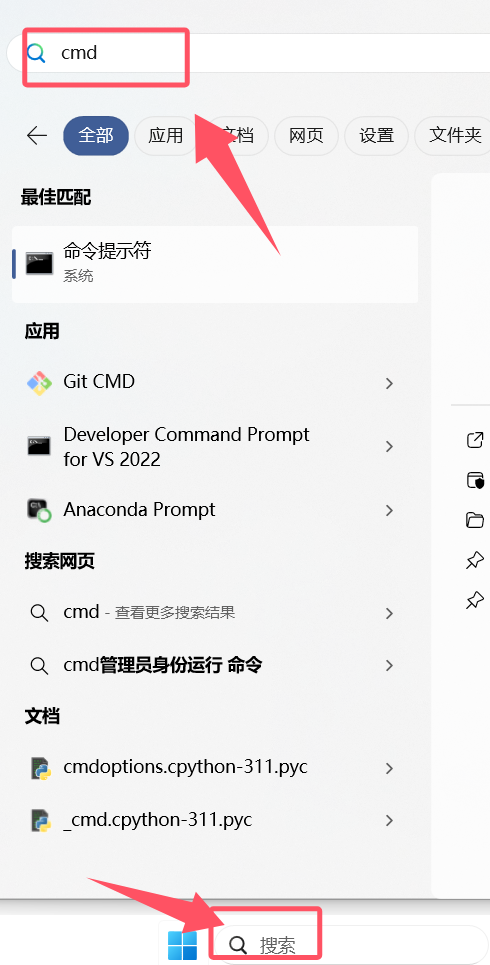 cmd
全部 应用 文档 网页 设置 文件夹
最佳匹配
命令提示符
系统
应用
Git CMD
Developer Command Prompt
for VS 2022
Anaconda Prompt
搜索网页
cmd - 查看更多搜索结果
cmd管理员身份运行 命令
文档
cmdoptions.cpython-311.pyc
_cmd.cpython-311.pyc
搜索